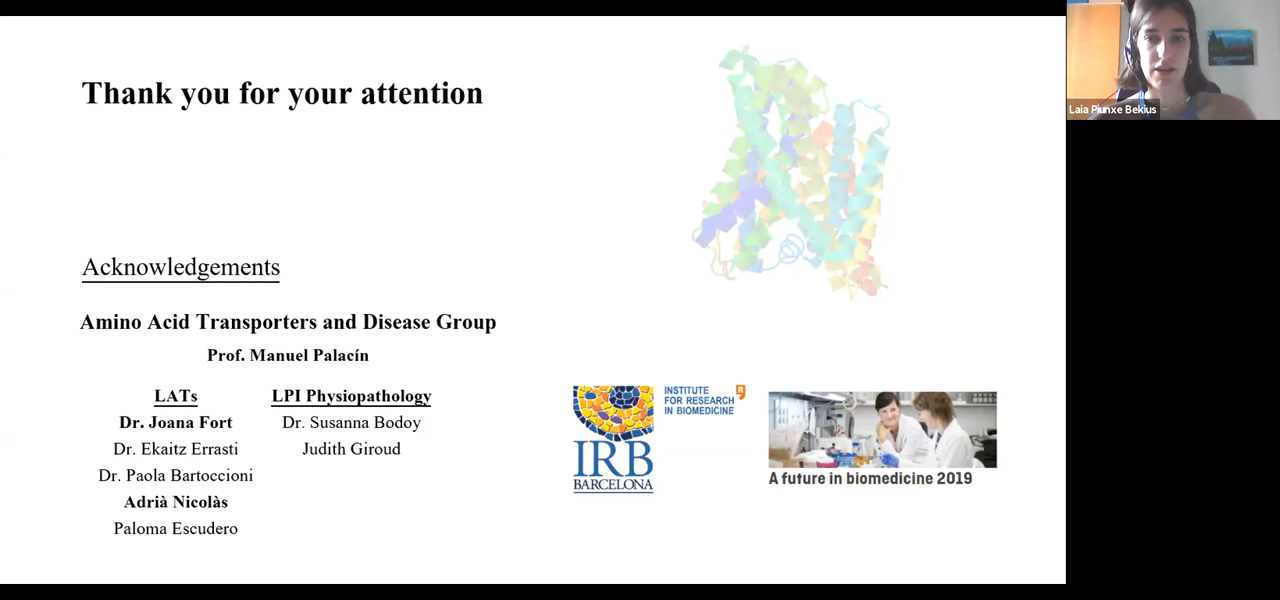 Thank you for your attention
Acknowledgements
Amino Acid Transporters and Disease Group
Prof. Manuel Palacín
LATs
Dr. Joana Fort
Dr. Ekaitz Errasti
Dr. Paola Bartoccioni
Adrià Nicolàs
Paloma Escudero
LPI Physiopathology
Dr. Susanna Bodoy
Judith Giroud
IRB
BARCELONA
INSTITUTE
FOR RESEARCH
IN BIOMEDICINE
R
A future in biomedicine 2019
Laia Piunxe Bekius